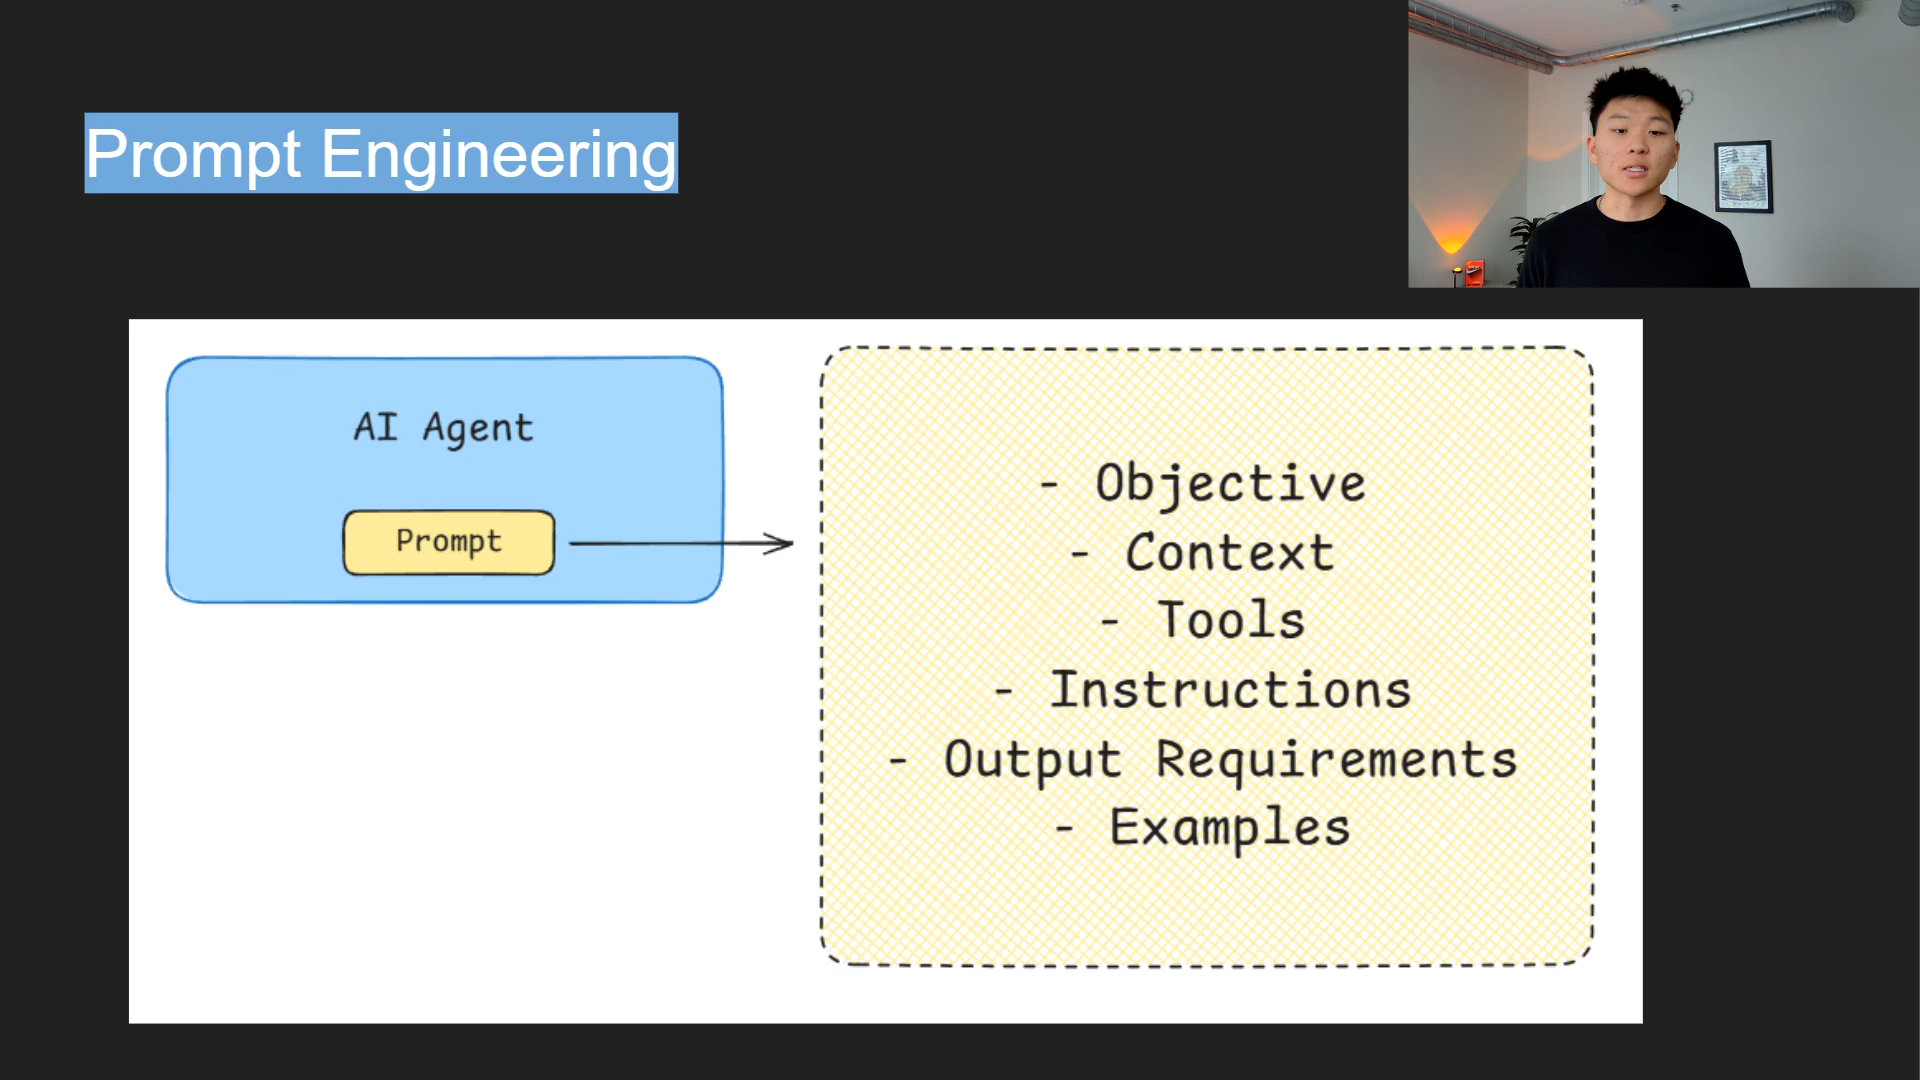 Prompt Engineering
AI Agent
Prompt
- Objective
- Context
- Tools
- Instructions
- Output Requirements
- Examples